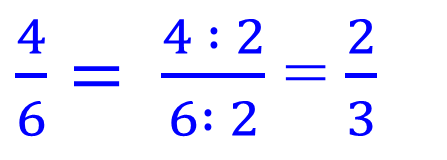 4/6 = 4 : 2/6 : 2 = 2/3